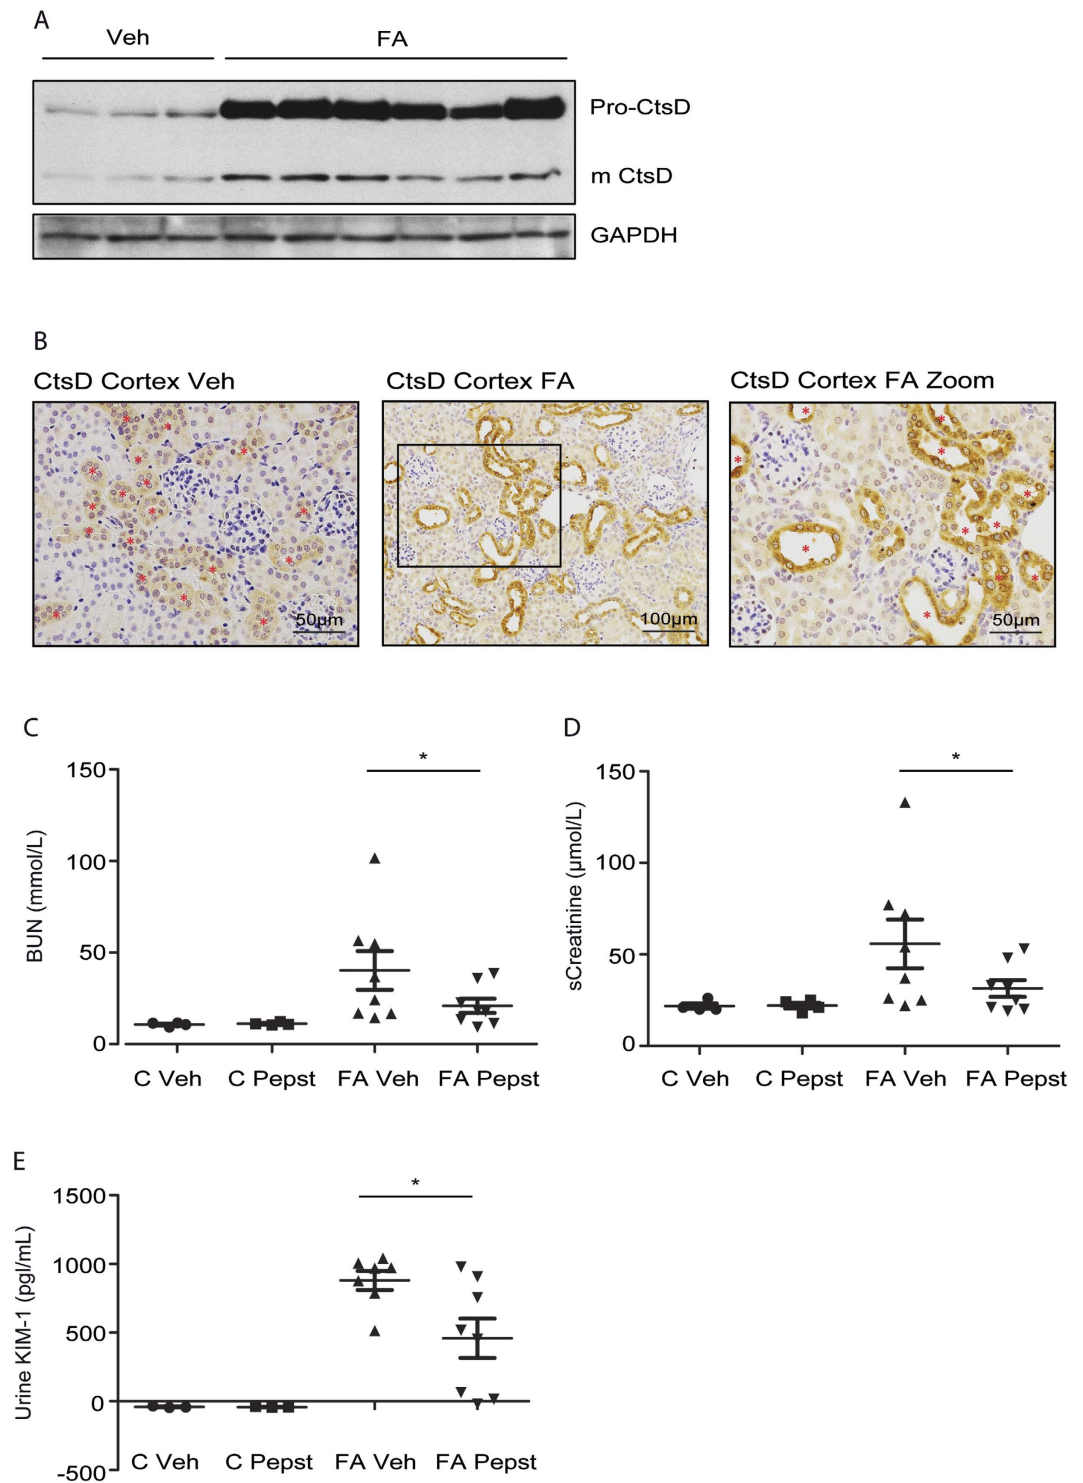 A
Veh FA
Pro-CtsD
m CtsD
GAPDH
B
CtsD Cortex Veh CtsD Cortex FA CtsD Cortex FA Zoom
50µm 100µm 50µm
C
*
BUN (mmol/L)
150
100
50
0
C Veh C Pepst FA Veh FA Pepst
D
*
sCreatinine (µmol/L)
150
100
50
0
C Veh C Pepst FA Veh FA Pepst
E
*
Urine KIM-1 (pgl/mL)
1500
1000
500
0
-500
C Veh C Pepst FA Veh FA Pepst